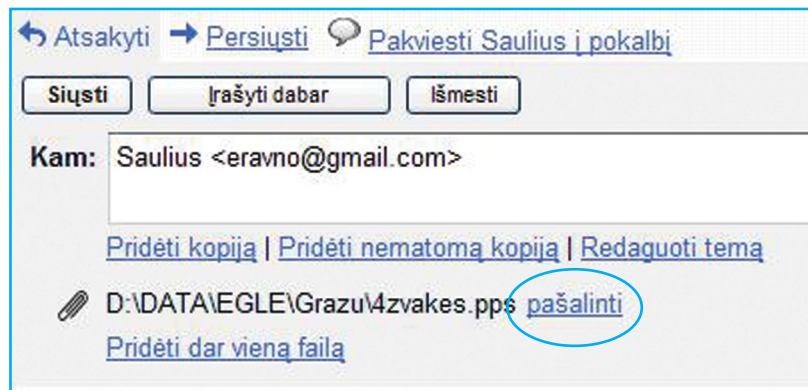 Atsakyti Persiųsti Pakviesti Saulius į pokalbį
Siųsti Įrašyti dabar Išmesti
Kam: Saulius <eravno@gmail.com>
Pridėti kopiją | Pridėti nematomą kopiją | Redaguoti temą
D:\DATA\EGLE\Grazu\4zvakes.pps pašalinti
Pridėti dar vieną failą